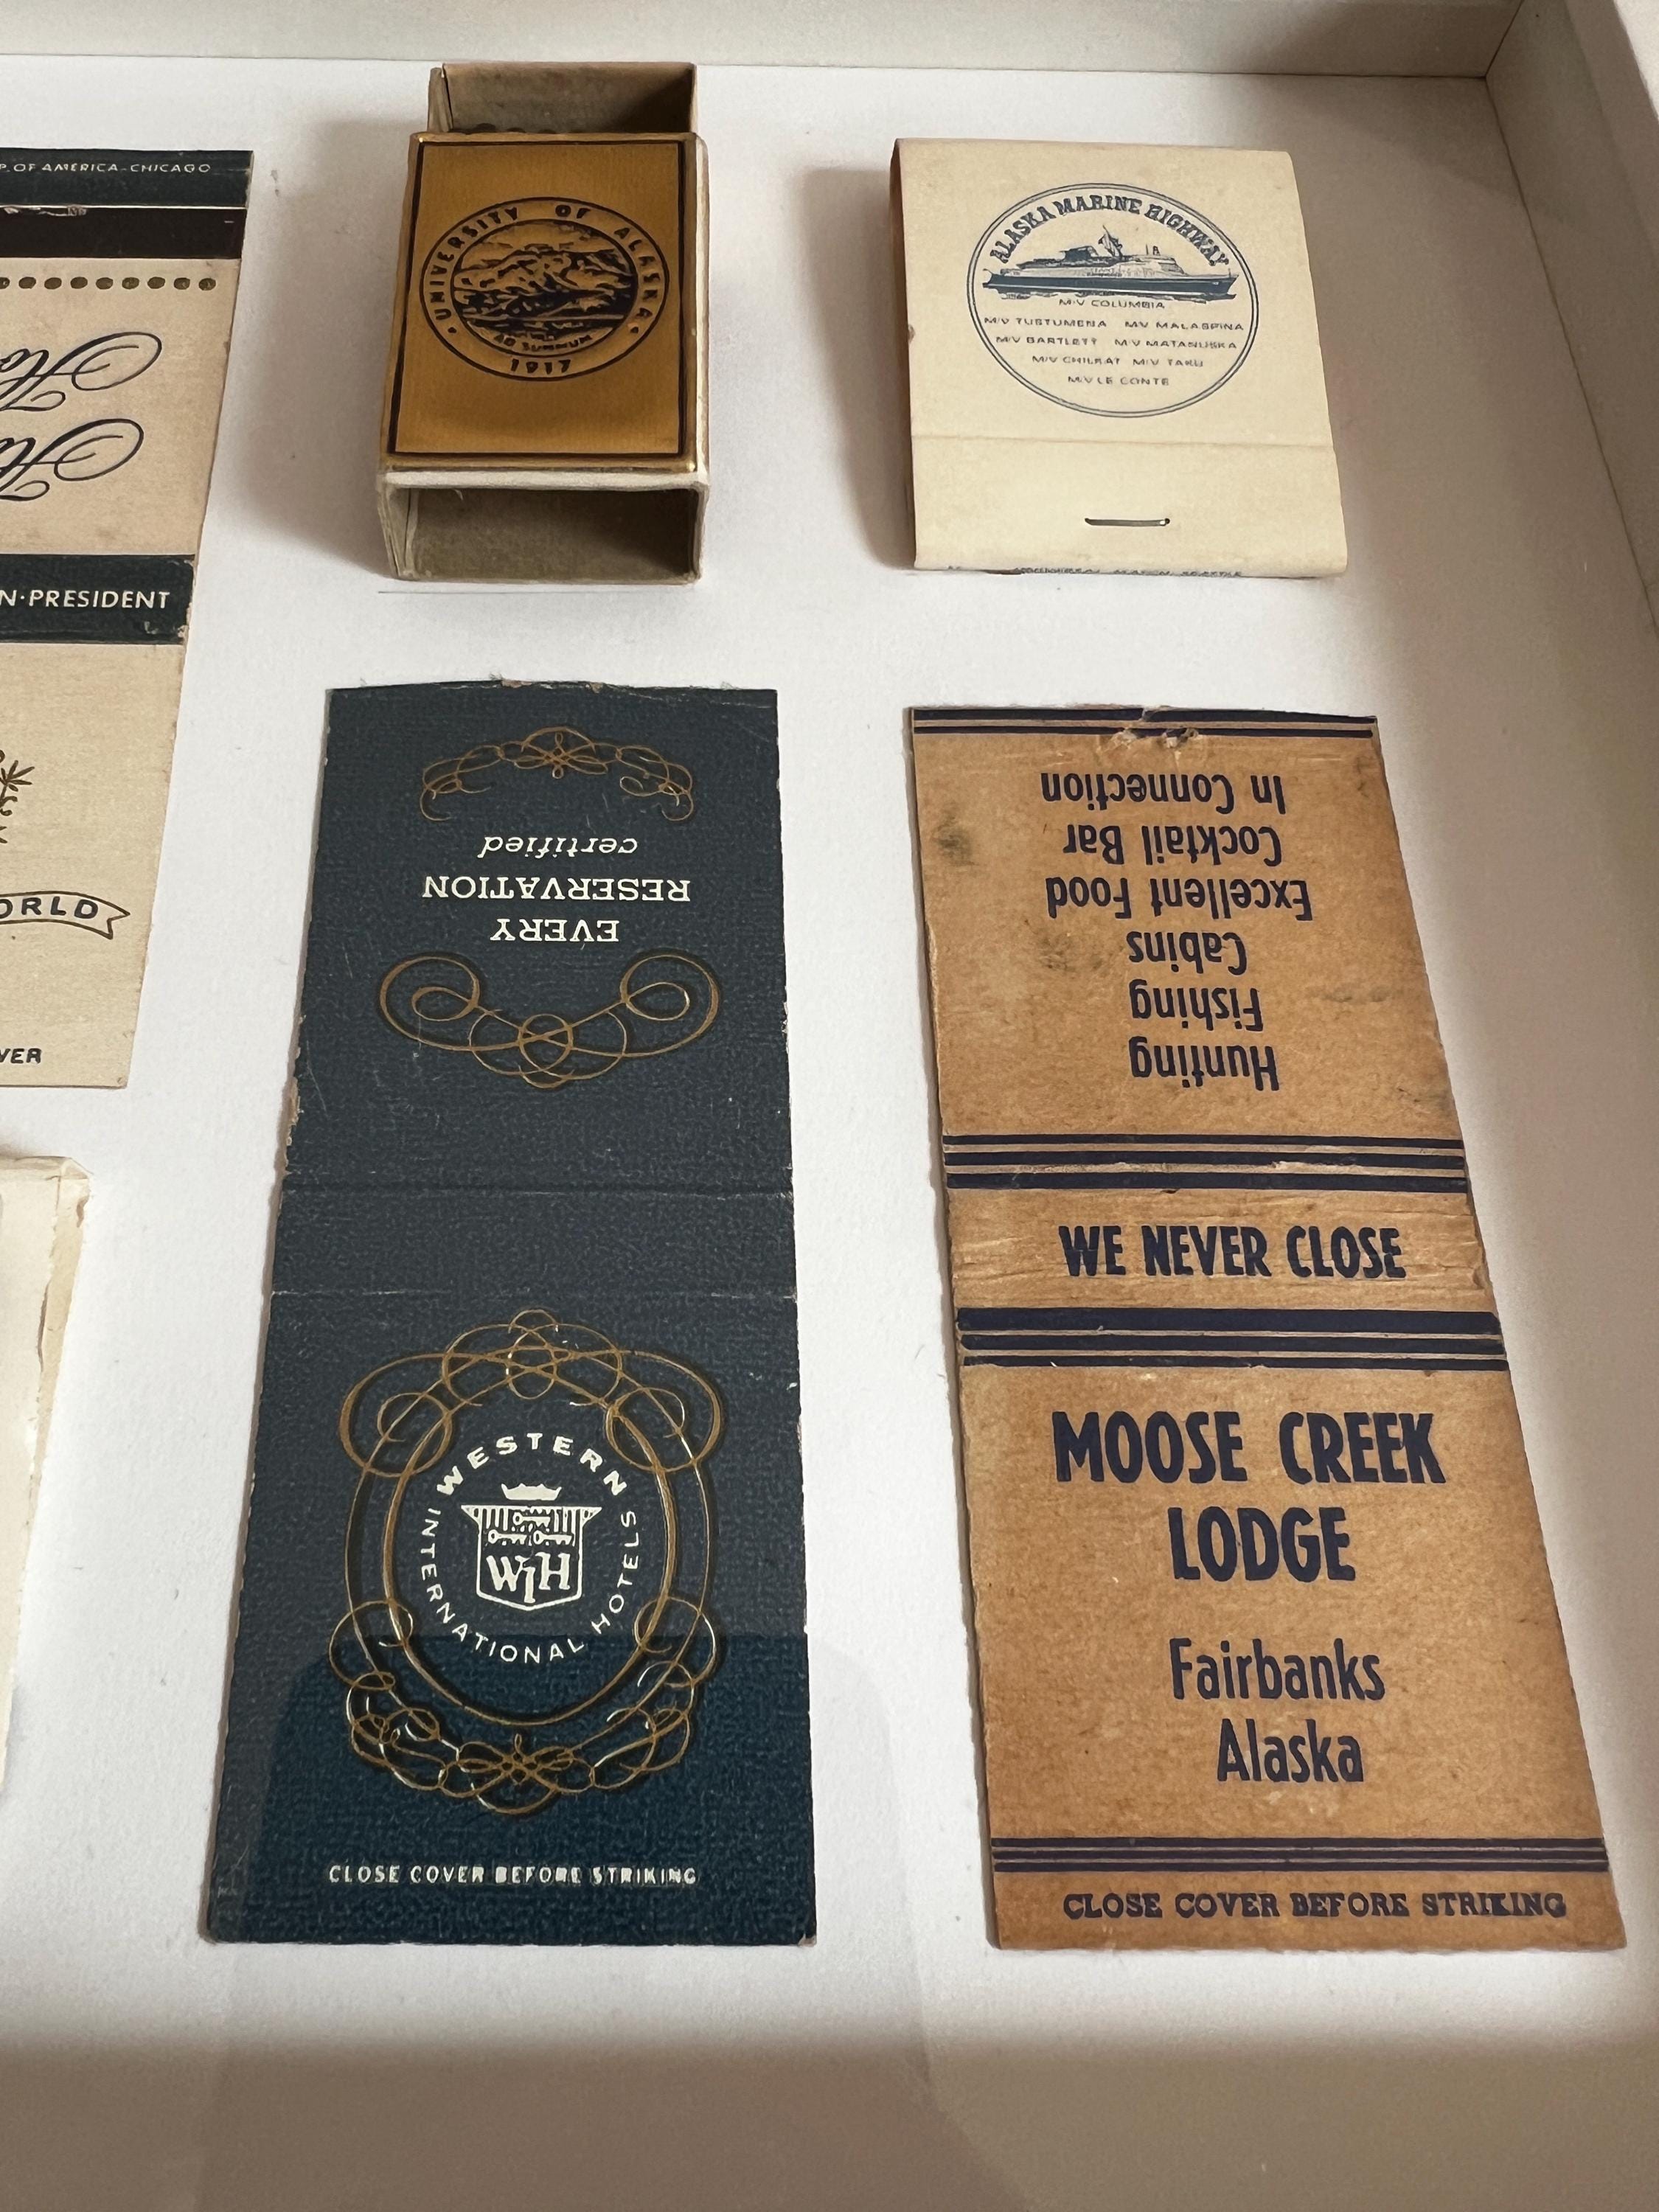 P. OF AMERICA-CHICAGO
N·PRESIDENT
ORLD
VER
UNIVERSITY OF ALASKA
AD SUMMUM
1917
ALASKA MARINE HIGHWAY
M/V COLUMBIA
M/V TUSTUMENA M/V MALASPINA
M/V BARTLETT M/V MATANUSKA
M/V CHILKAT M/V TAKU
M/V LE CONTE
EVERY
RESERVATION
certified
WESTERN
INTERNATIONAL HOTELS
WIH
CLOSE COVER BEFORE STRIKING
Hunting
Fishing
Cabins
Excellent Food
Cocktail Bar
In Connection
WE NEVER CLOSE
MOOSE CREEK
LODGE
Fairbanks
Alaska
CLOSE COVER BEFORE STRIKING